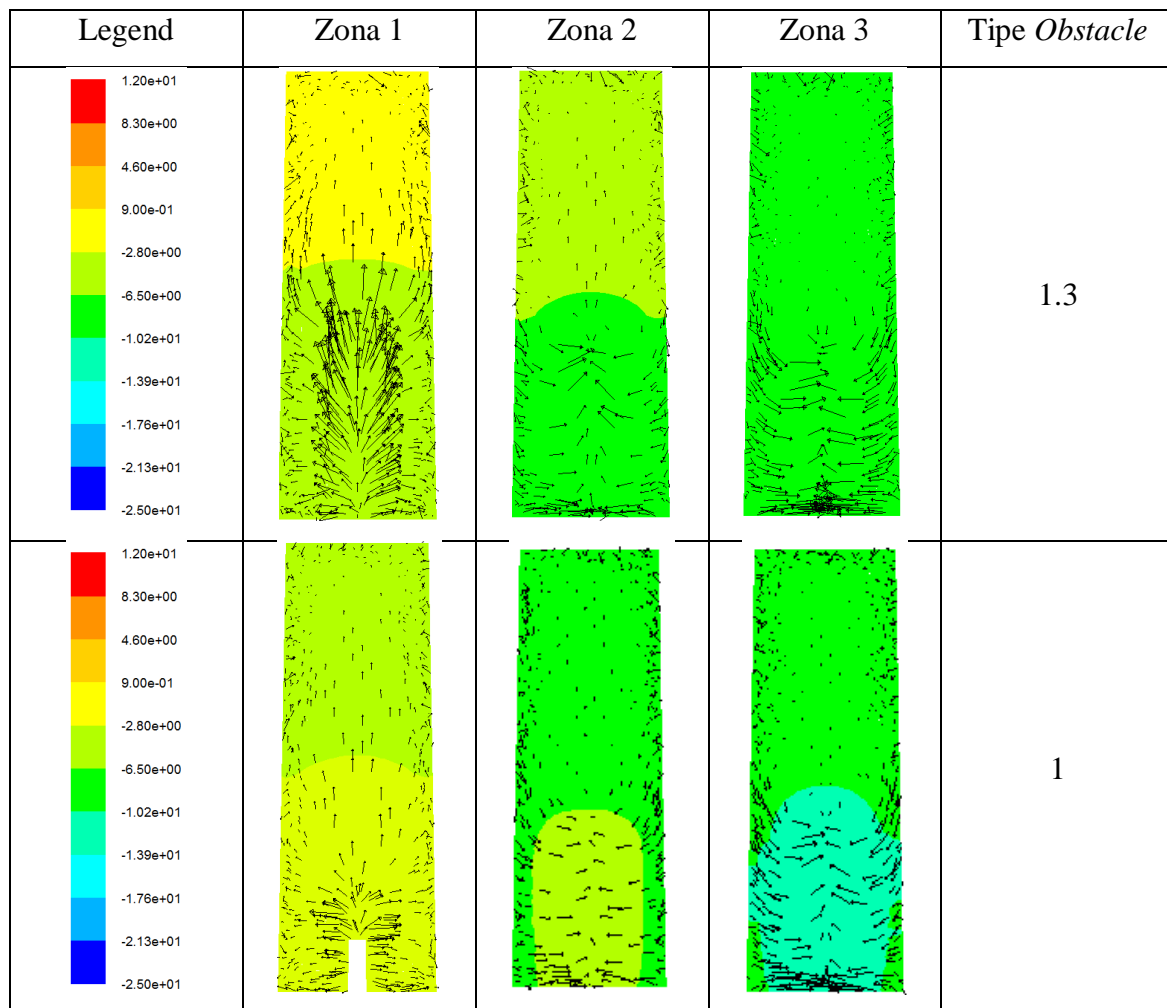 Legend Zona 1 Zona 2 Zona 3 Tipe Obstacle
1.20e+01
8.30e+00
4.60e+00
9.00e-01
-2.80e+00
-6.50e+00
-1.02e+01
-1.39e+01
-1.76e+01
-2.13e+01
-2.50e+01
1.3
1.20e+01
8.30e+00
4.60e+00
9.00e-01
-2.80e+00
-6.50e+00
-1.02e+01
-1.39e+01
-1.76e+01
-2.13e+01
-2.50e+01
1